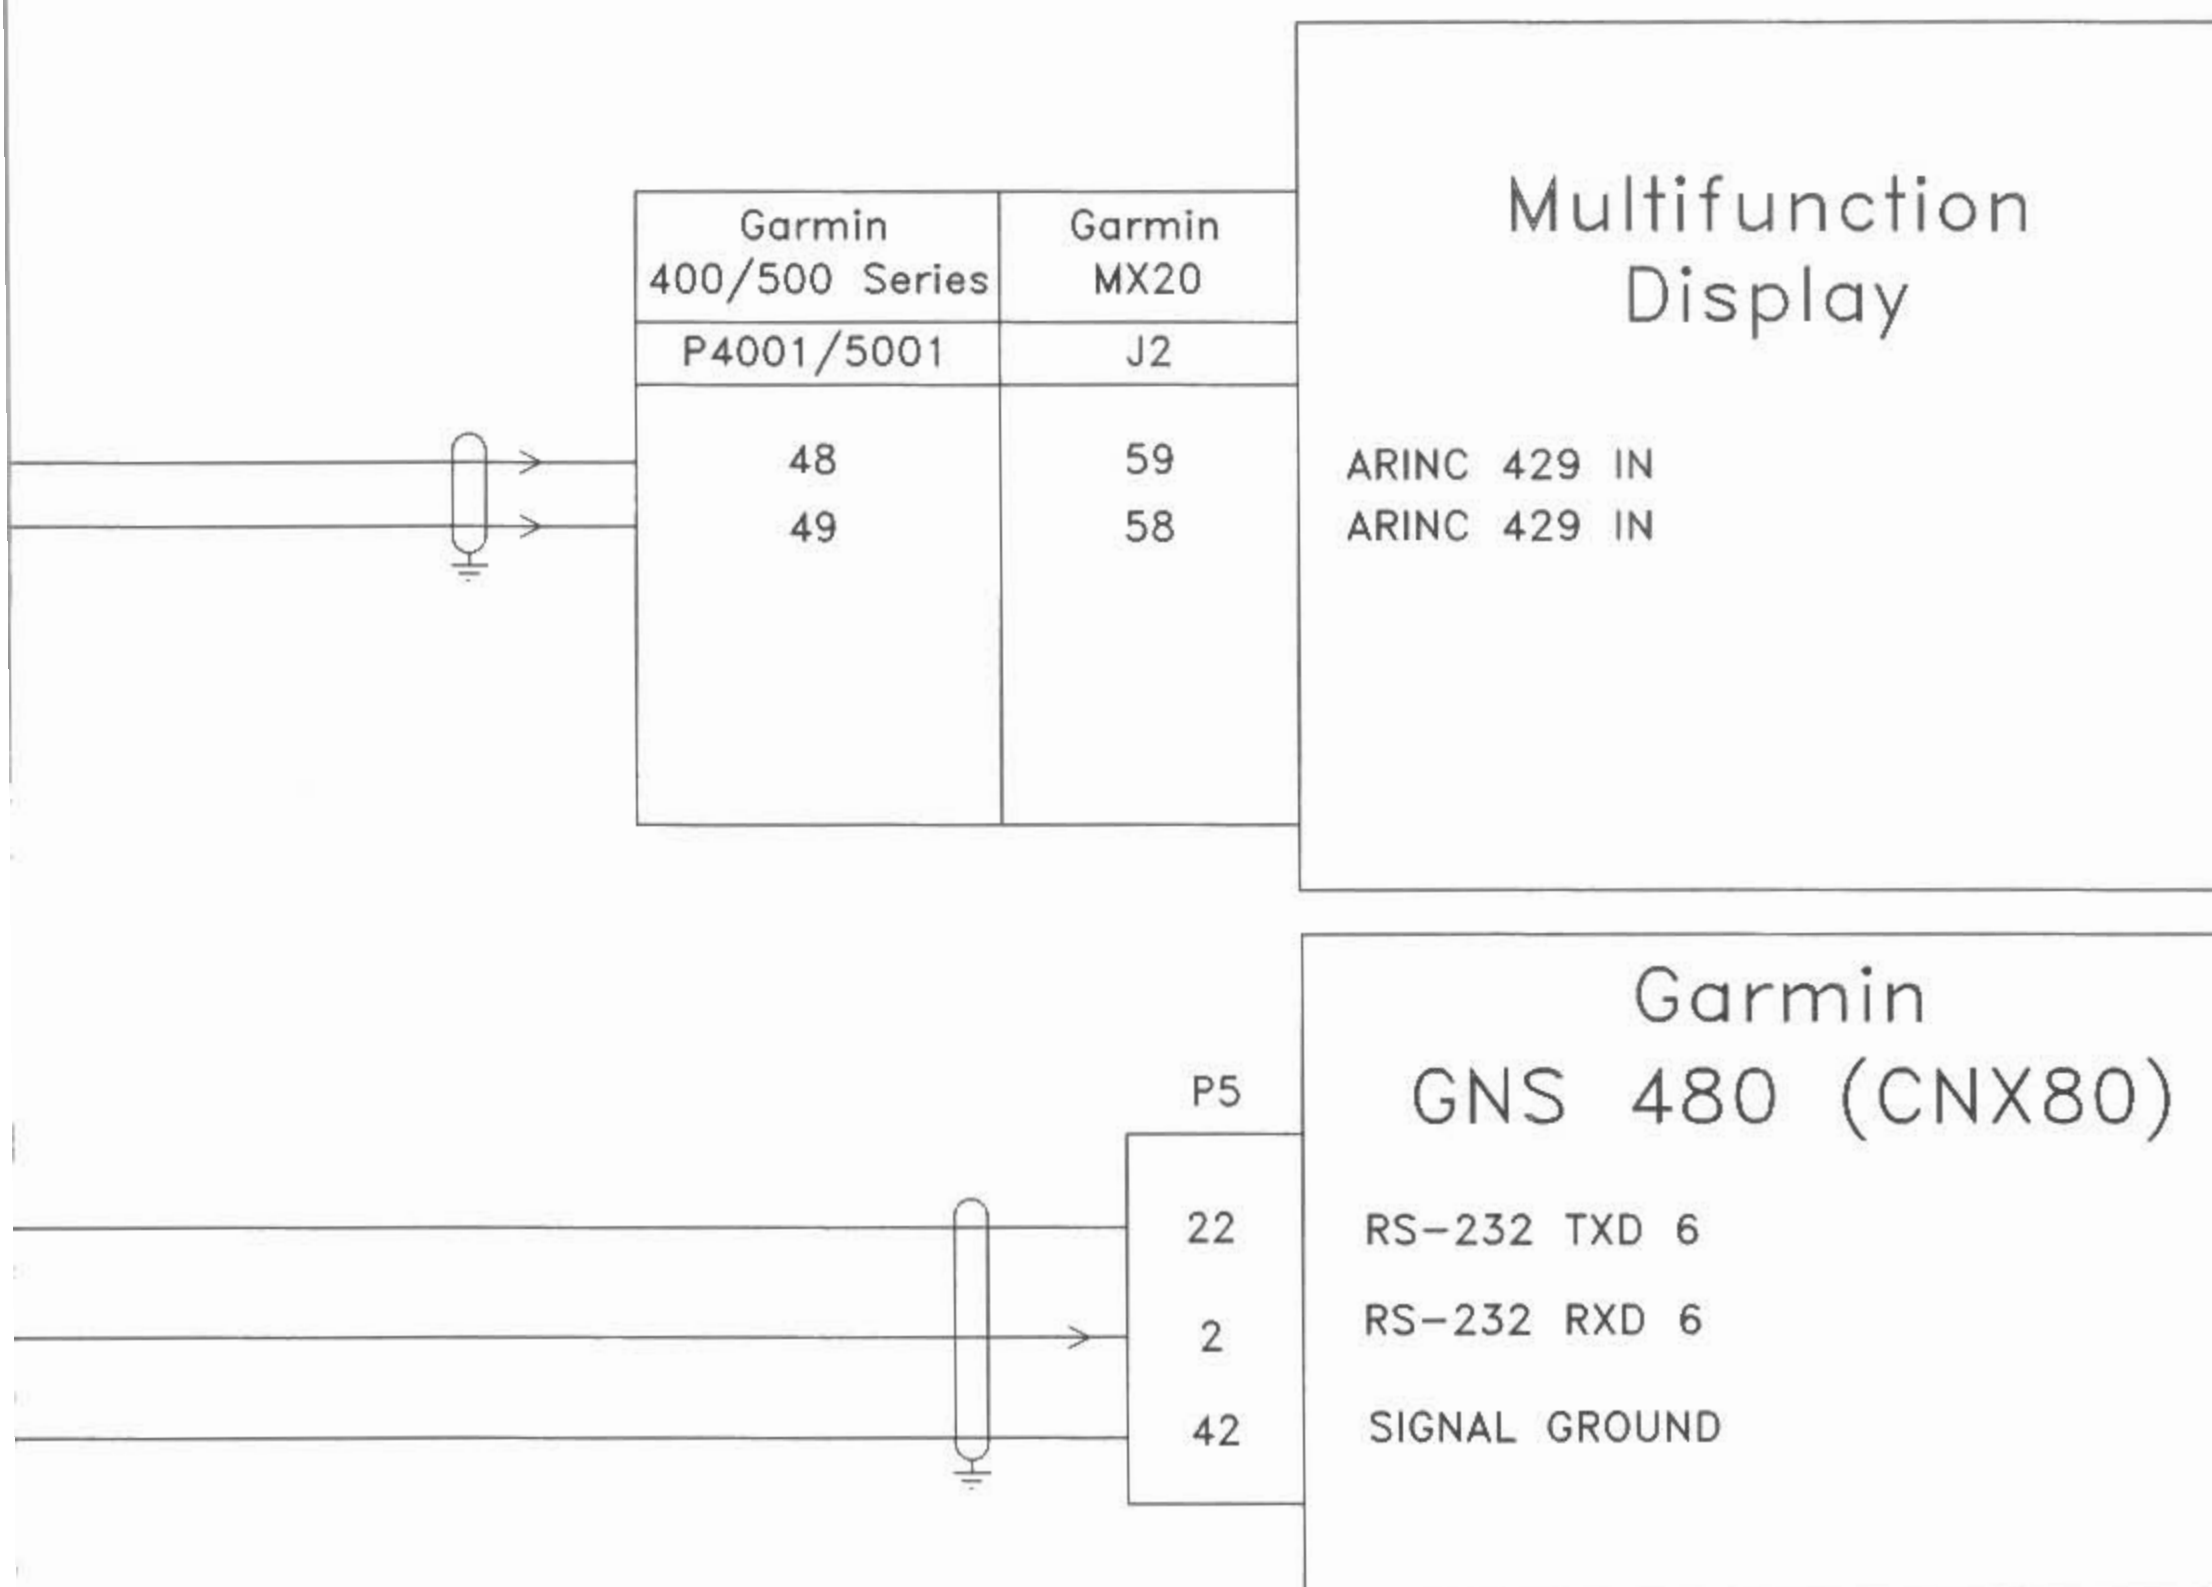 Multifunction
Display
Garmin
400/500 Series
Garmin
MX20
P4001/5001 J2
48 59 ARINC 429 IN
49 58 ARINC 429 IN
Garmin
GNS 480 (CNX80)
P5
22 RS-232 TXD 6
2 RS-232 RXD 6
42 SIGNAL GROUND